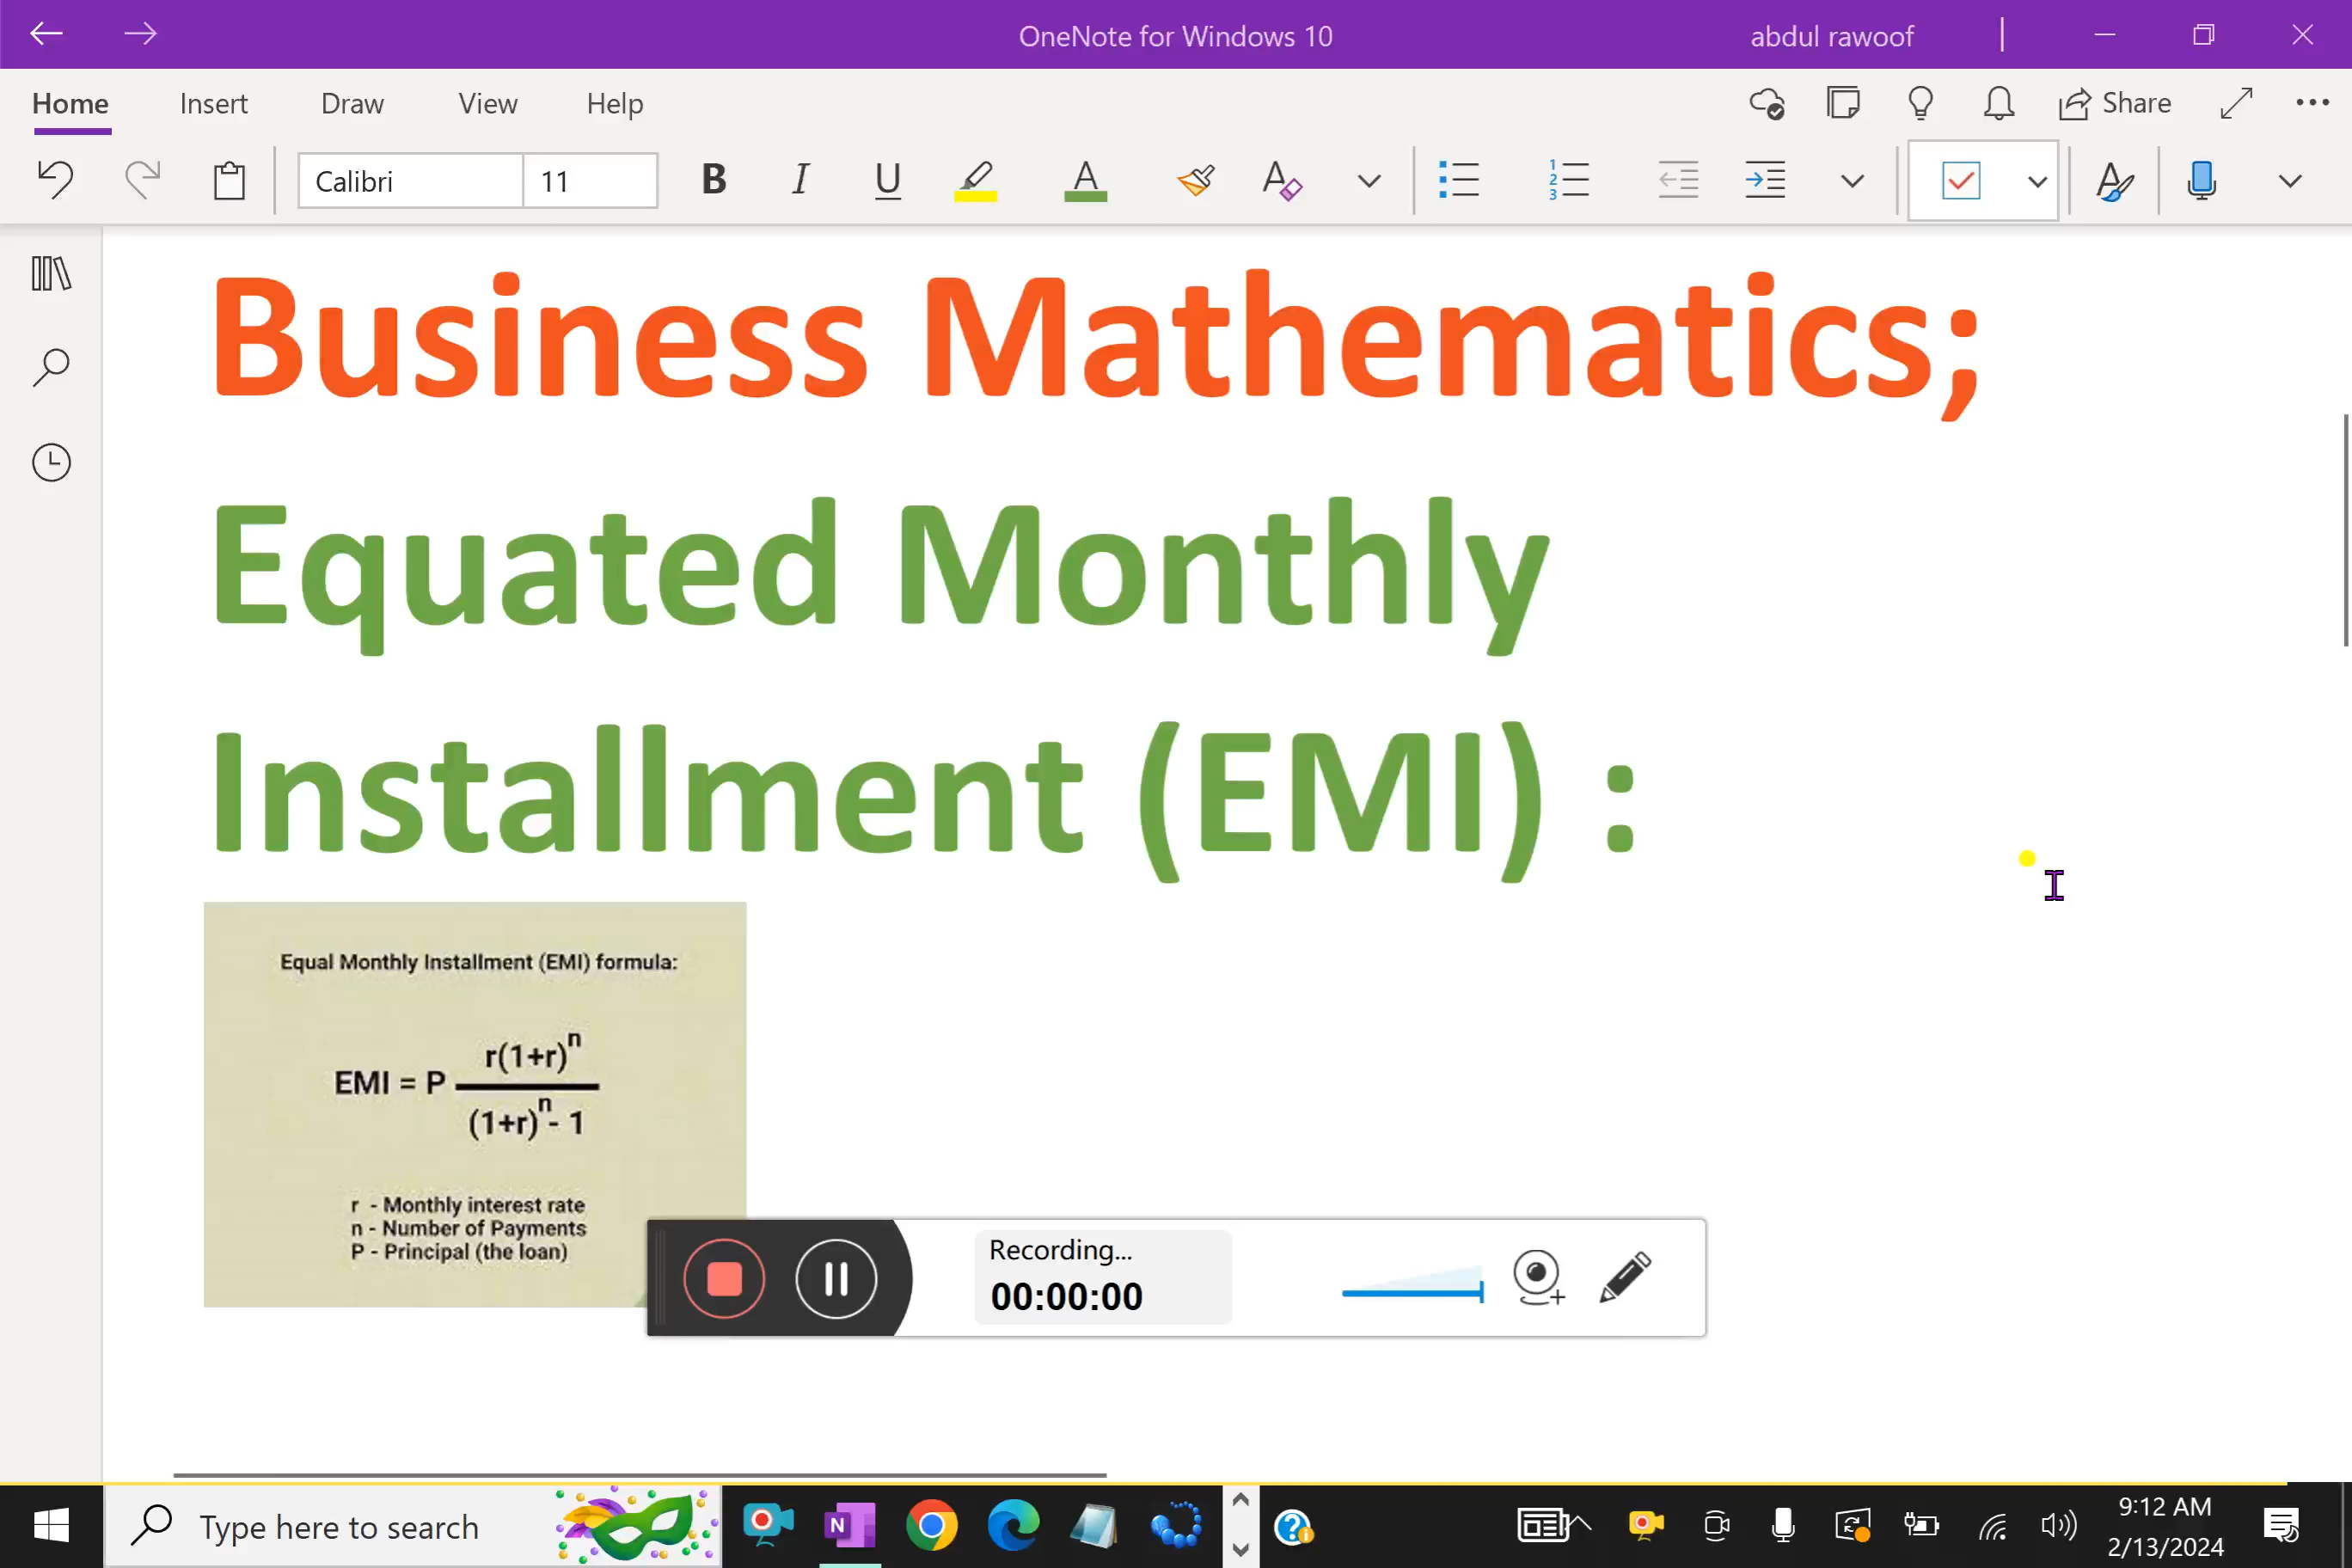 OneNote for Windows 10
abdul rawoof
Home Insert Draw View Help
Share
Calibri 11
Business Mathematics;
Equated Monthly
Installment (EMI) :
Equal Monthly Installment (EMI) formula:
r(1+r)^n
EMI = P
(1+r)^n - 1
r - Monthly interest rate
n - Number of Payments
P - Principal (the loan)
Recording...
00:00:00
Type here to search
9:12 AM
2/13/2024